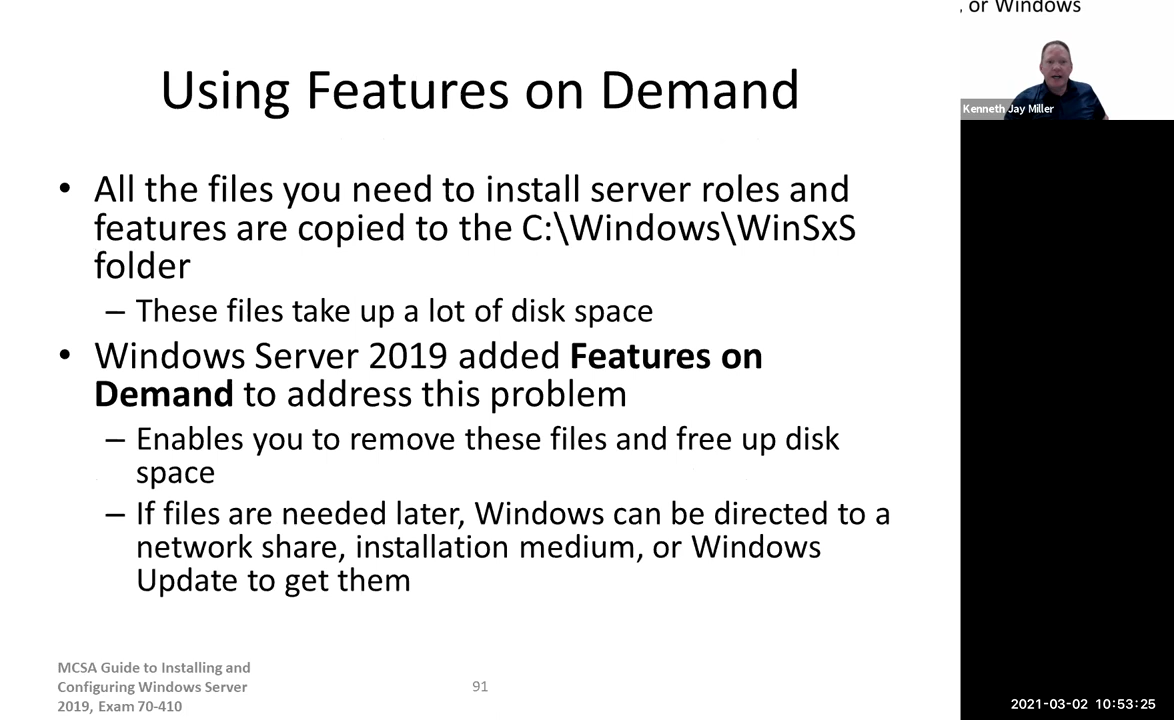 , or Windows
Using Features on Demand
Kenneth Jay Miller
• All the files you need to install server roles and
features are copied to the C:\Windows\WinSxS
folder
– These files take up a lot of disk space
• Windows Server 2019 added Features on
Demand to address this problem
– Enables you to remove these files and free up disk
space
– If files are needed later, Windows can be directed to a
network share, installation medium, or Windows
Update to get them
MCSA Guide to Installing and
Configuring Windows Server
2019, Exam 70-410
91
2021-03-02 10:53:25